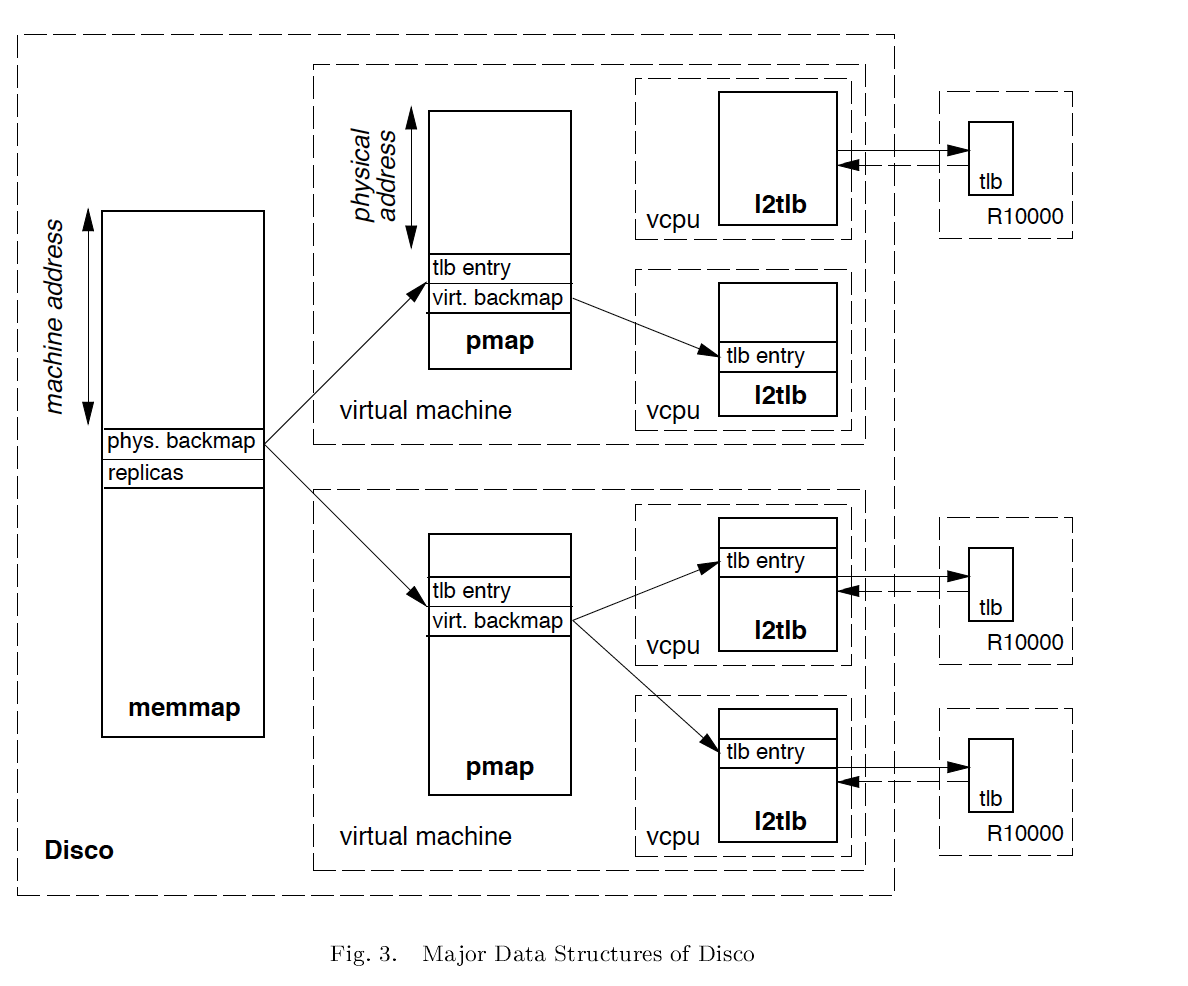 machine address
phys. backmap
replicas
memmap
Disco
physical
address
tlb entry
virt. backmap
pmap
virtual machine
l2tlb
vcpu
tlb
R10000
tlb entry
l2tlb
vcpu
tlb entry
virt. backmap
pmap
virtual machine
tlb entry
l2tlb
vcpu
tlb
R10000
tlb entry
l2tlb
vcpu
tlb
R10000
Fig. 3. Major Data Structures of Disco